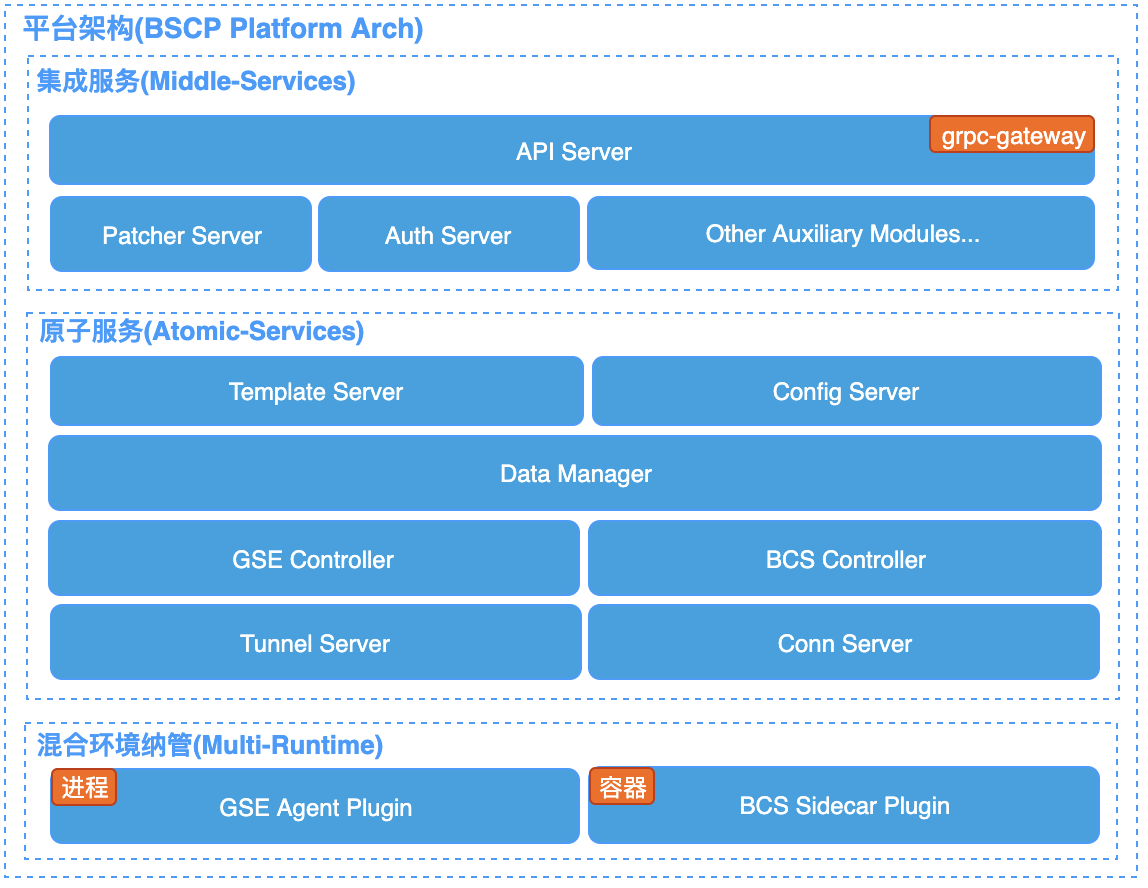 平台架构(BSCP Platform Arch)
集成服务(Middle-Services)
grpc-gateway
API Server
Patcher Server
Auth Server
Other Auxiliary Modules...
原子服务(Atomic-Services)
Template Server
Config Server
Data Manager
GSE Controller
BCS Controller
Tunnel Server
Conn Server
混合环境纳管(Multi-Runtime)
进程
GSE Agent Plugin
容器
BCS Sidecar Plugin